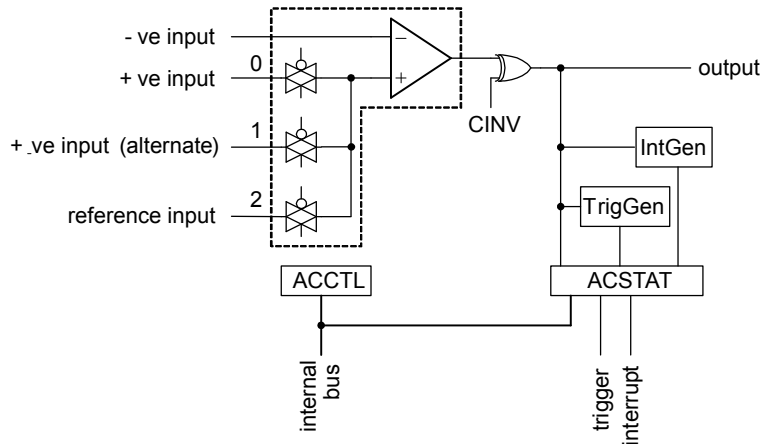 - ve input
−
0
+ ve input
+
output
CINV
1
+ ve input (alternate)
IntGen
2
reference input
TrigGen
ACCTL
ACSTAT
internal
bus
trigger
interrupt